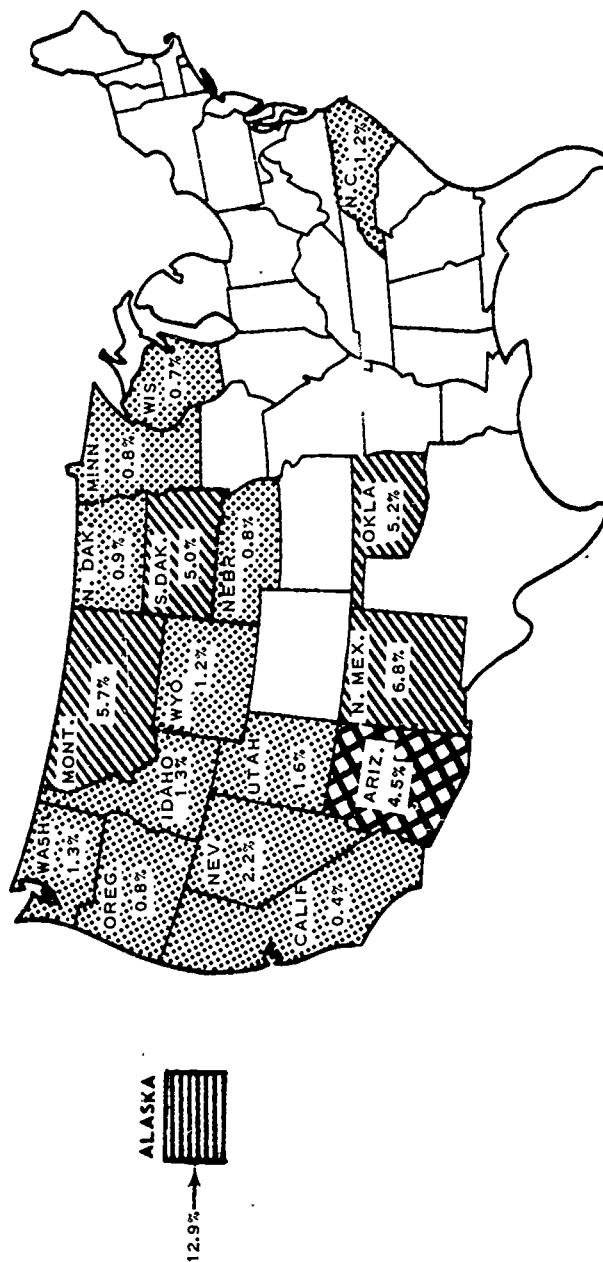 ALASKA
12.9%
WASH.
1.3%
OREG.
0.8%
CALIF.
0.4%
NEV.
2.2%
IDAHO
1.3%
MONT.
5.7%
WYO.
1.2%
UTAH
1.6%
ARIZ.
4.5%
N. MEX.
6.8%
N. DAK.
0.9%
S. DAK.
5.0%
NEBR.
0.8%
OKLA.
5.2%
MINN.
0.8%
WIS.
0.7%
N.C. 1.2%